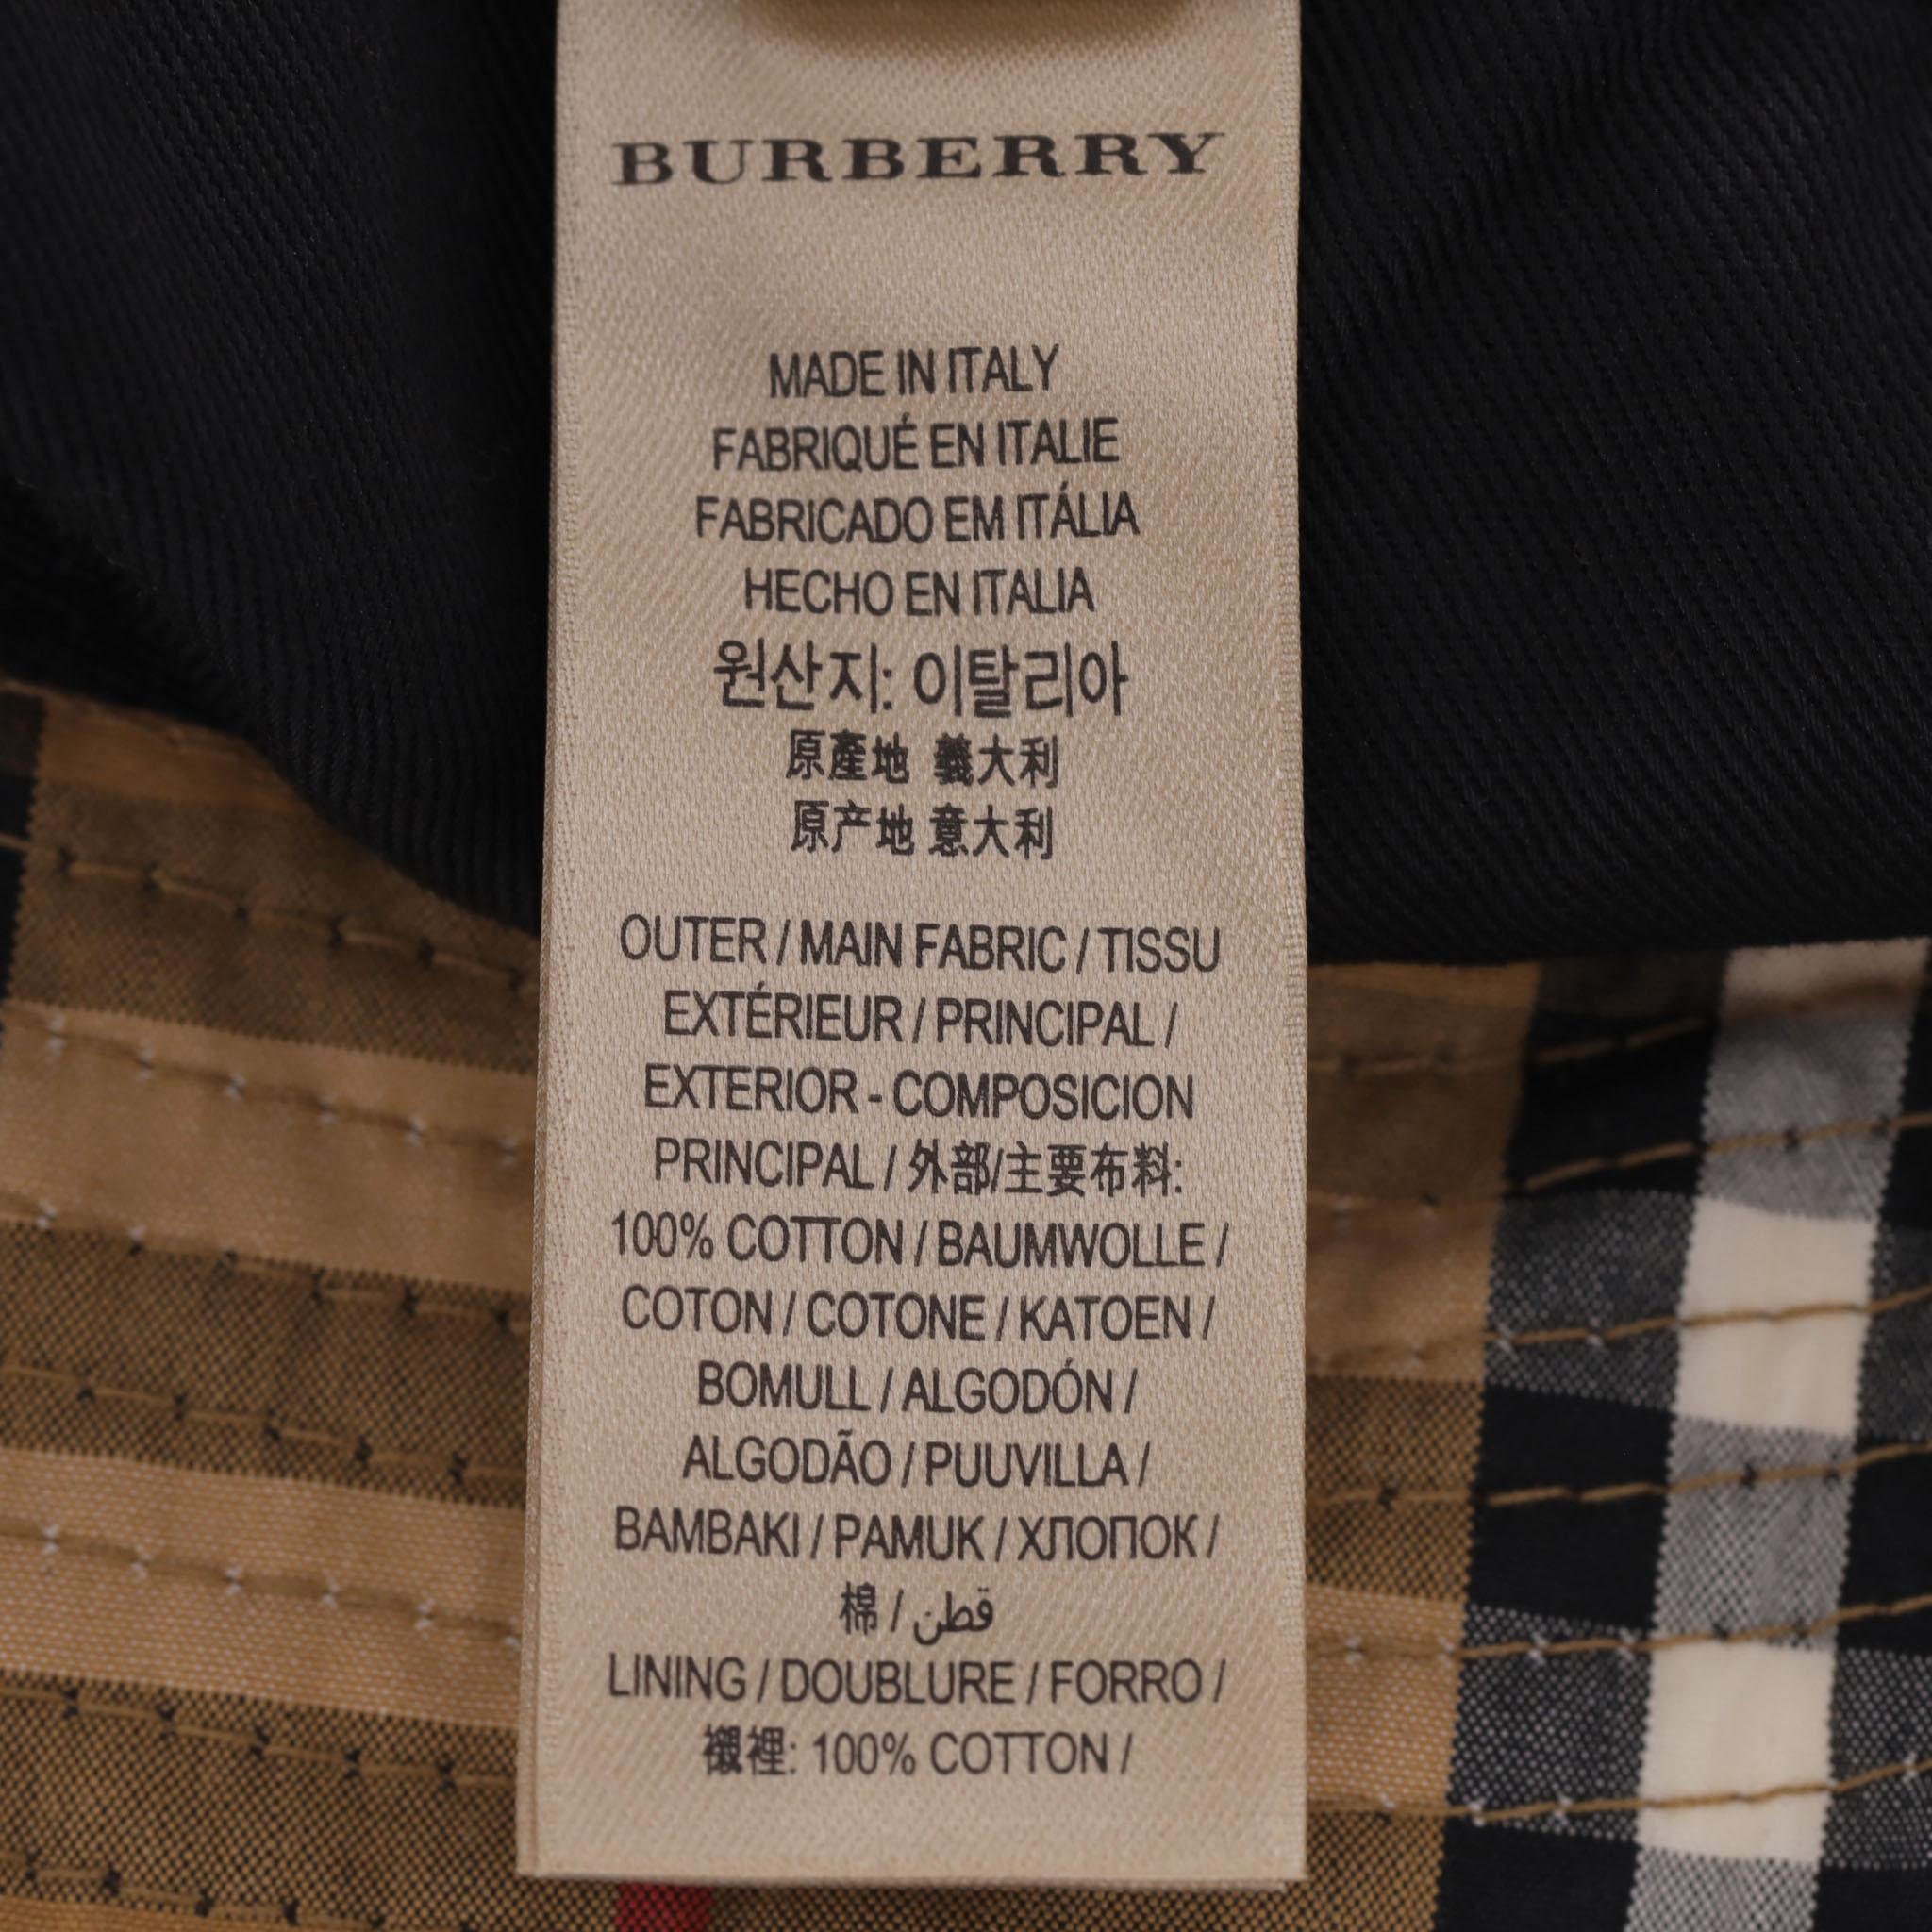 BURBERRY
MADE IN ITALY
FABRIQUÉ EN ITALIE
FABRICADO EM ITÁLIA
HECHO EN ITALIA
원산지: 이탈리아
原產地 義大利
原产地 意大利
OUTER / MAIN FABRIC / TISSU
EXTÉRIEUR / PRINCIPAL /
EXTERIOR - COMPOSICION
PRINCIPAL / 外部/主要布料:
100% COTTON / BAUMWOLLE /
COTON / COTONE / KATOEN /
BOMULL / ALGODÓN /
ALGODÃO / PUUVILLA /
BAMBAKI / PAMUK / ХЛОПОК /
棉 / قطن
LINING / DOUBLURE / FORRO /
襯裡: 100% COTTON /